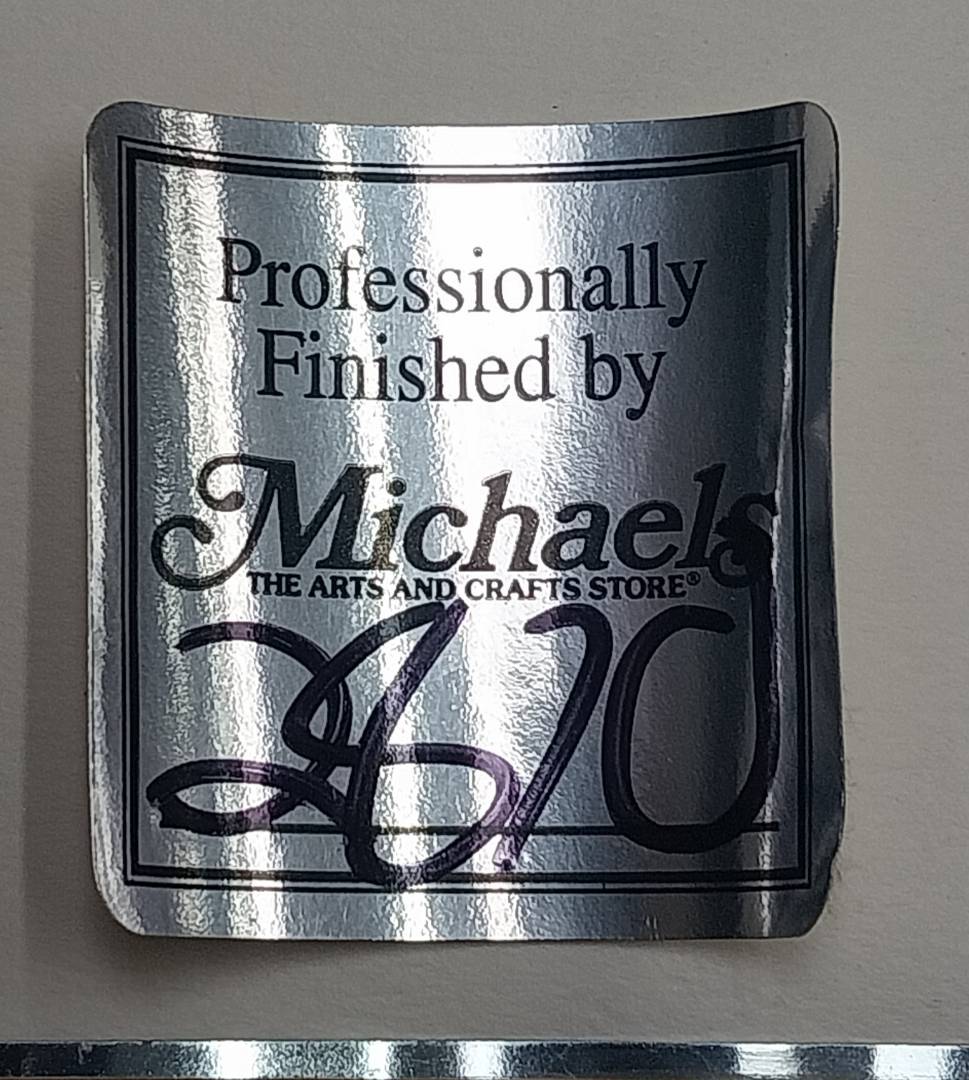 Professionally
Finished by
Michaels
THE ARTS AND CRAFTS STORE®